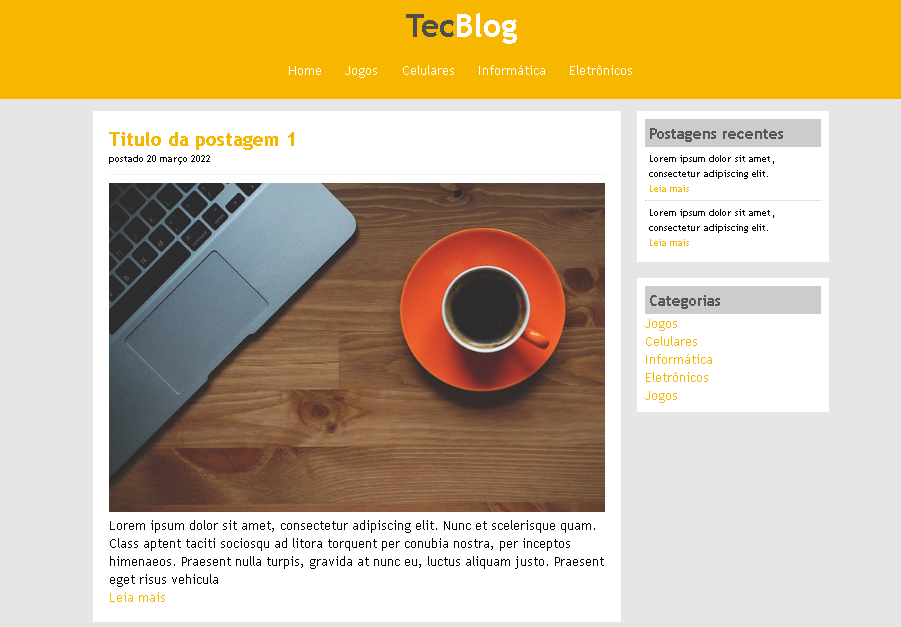 TecBlog
Home Jogos Celulares Informática Eletrônicos
Titulo da postagem 1
postado 20 março 2022
Lorem ipsum dolor sit amet, consectetur adipiscing elit. Nunc et scelerisque quam.
Class aptent taciti sociosqu ad litora torquent per conubia nostra, per inceptos
himenaeos. Praesent nulla turpis, gravida at nunc eu, luctus aliquam justo. Praesent
eget risus vehicula
Leia mais
Postagens recentes
Lorem ipsum dolor sit amet,
consectetur adipiscing elit.
Leia mais
Lorem ipsum dolor sit amet,
consectetur adipiscing elit.
Leia mais
Categorias
Jogos
Celulares
Informática
Eletrônicos
Jogos